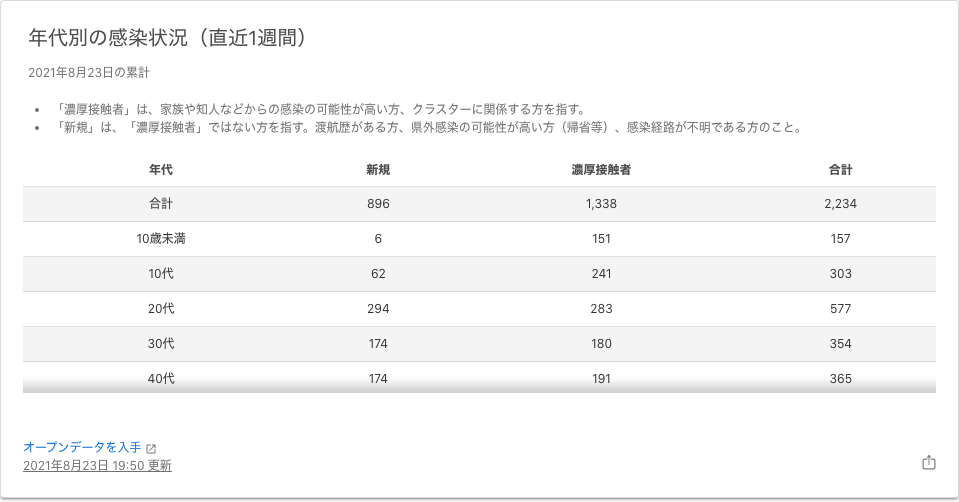 年代別の感染状況（直近1週間）
2021年8月23日の累計
• 「濃厚接触者」は、家族や知人などからの感染の可能性が高い方、クラスターに関係する方を指す。
• 「新規」は、「濃厚接触者」ではない方を指す。渡航歴がある方、県外感染の可能性が高い方（帰省等）、感染経路が不明である方のこと。
年代 新規 濃厚接触者 合計
合計 896 1,338 2,234
10歳未満 6 151 157
10代 62 241 303
20代 294 283 577
30代 174 180 354
40代 174 191 365
オープンデータを入手
2021年8月23日 19:50 更新